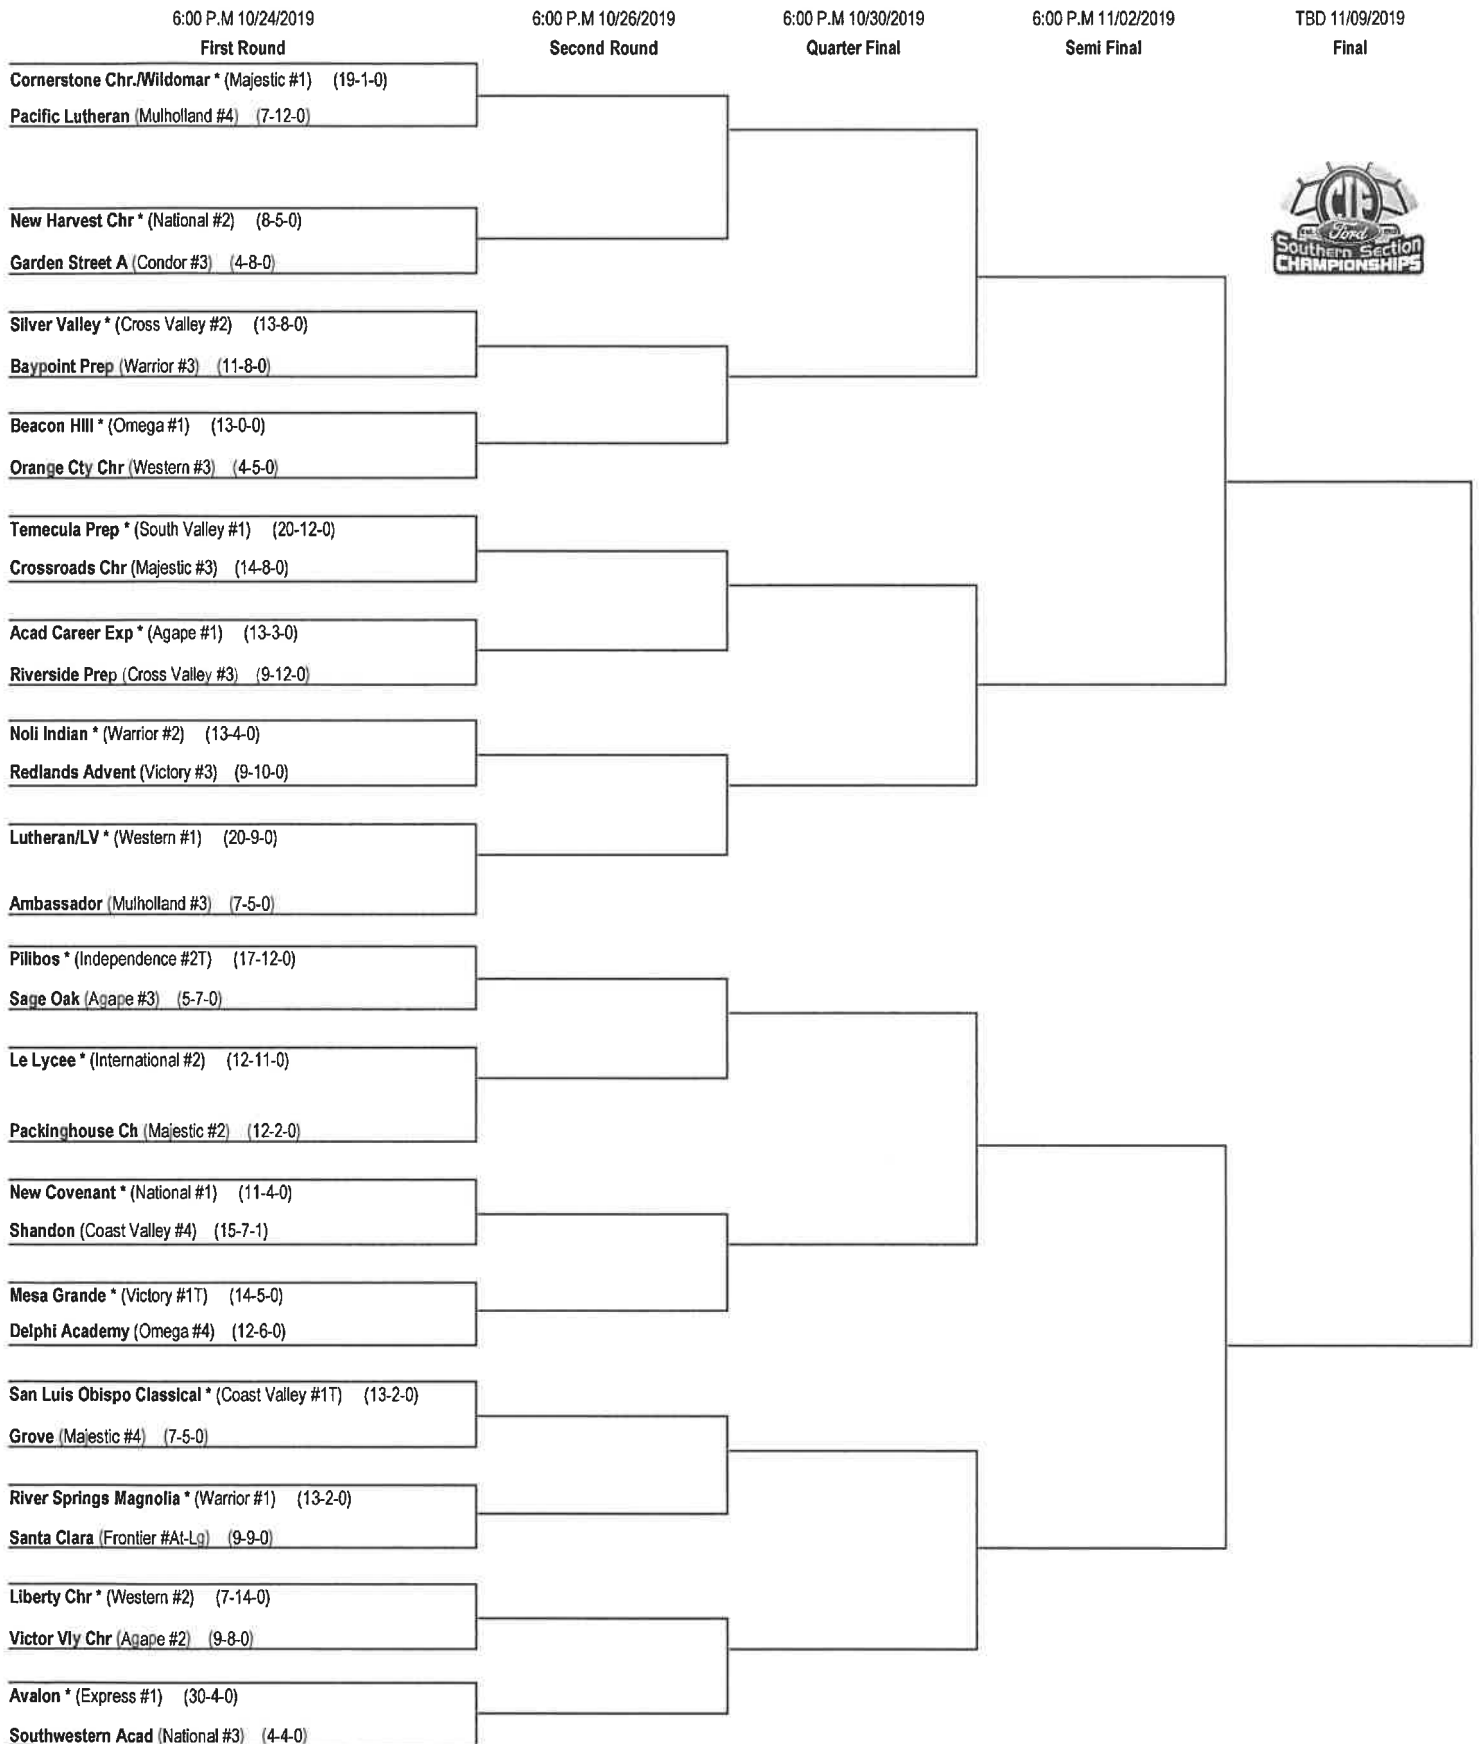 6:00 P.M 10/24/2019 6:00 P.M 10/26/2019 6:00 P.M 10/30/2019 6:00 P.M 11/02/2019 TBD 11/09/2019
First Round Second Round Quarter Final Semi Final Final
Cornerstone Chr./Wildomar * (Majestic #1) (19-1-0)
Pacific Lutheran (Mulholland #4) (7-12-0)
CIF
Ford
Southern Section
CHAMPIONSHIPS
New Harvest Chr * (National #2) (8-5-0)
Garden Street A (Condor #3) (4-8-0)
Silver Valley * (Cross Valley #2) (13-8-0)
Baypoint Prep (Warrior #3) (11-8-0)
Beacon Hill * (Omega #1) (13-0-0)
Orange Cty Chr (Western #3) (4-5-0)
Temecula Prep * (South Valley #1) (20-12-0)
Crossroads Chr (Majestic #3) (14-8-0)
Acad Career Exp * (Agape #1) (13-3-0)
Riverside Prep (Cross Valley #3) (9-12-0)
Noli Indian * (Warrior #2) (13-4-0)
Redlands Advent (Victory #3) (9-10-0)
Lutheran/LV * (Western #1) (20-9-0)
Ambassador (Mulholland #3) (7-5-0)
Pilibos * (Independence #2T) (17-12-0)
Sage Oak (Agape #3) (5-7-0)
Le Lycee * (International #2) (12-11-0)
Packinghouse Ch (Majestic #2) (12-2-0)
New Covenant * (National #1) (11-4-0)
Shandon (Coast Valley #4) (15-7-1)
Mesa Grande * (Victory #1T) (14-5-0)
Delphi Academy (Omega #4) (12-6-0)
San Luis Obispo Classical * (Coast Valley #1T) (13-2-0)
Grove (Majestic #4) (7-5-0)
River Springs Magnolia * (Warrior #1) (13-2-0)
Santa Clara (Frontier #At-Lg) (9-9-0)
Liberty Chr * (Western #2) (7-14-0)
Victor Vly Chr (Agape #2) (9-8-0)
Avalon * (Express #1) (30-4-0)
Southwestern Acad (National #3) (4-4-0)